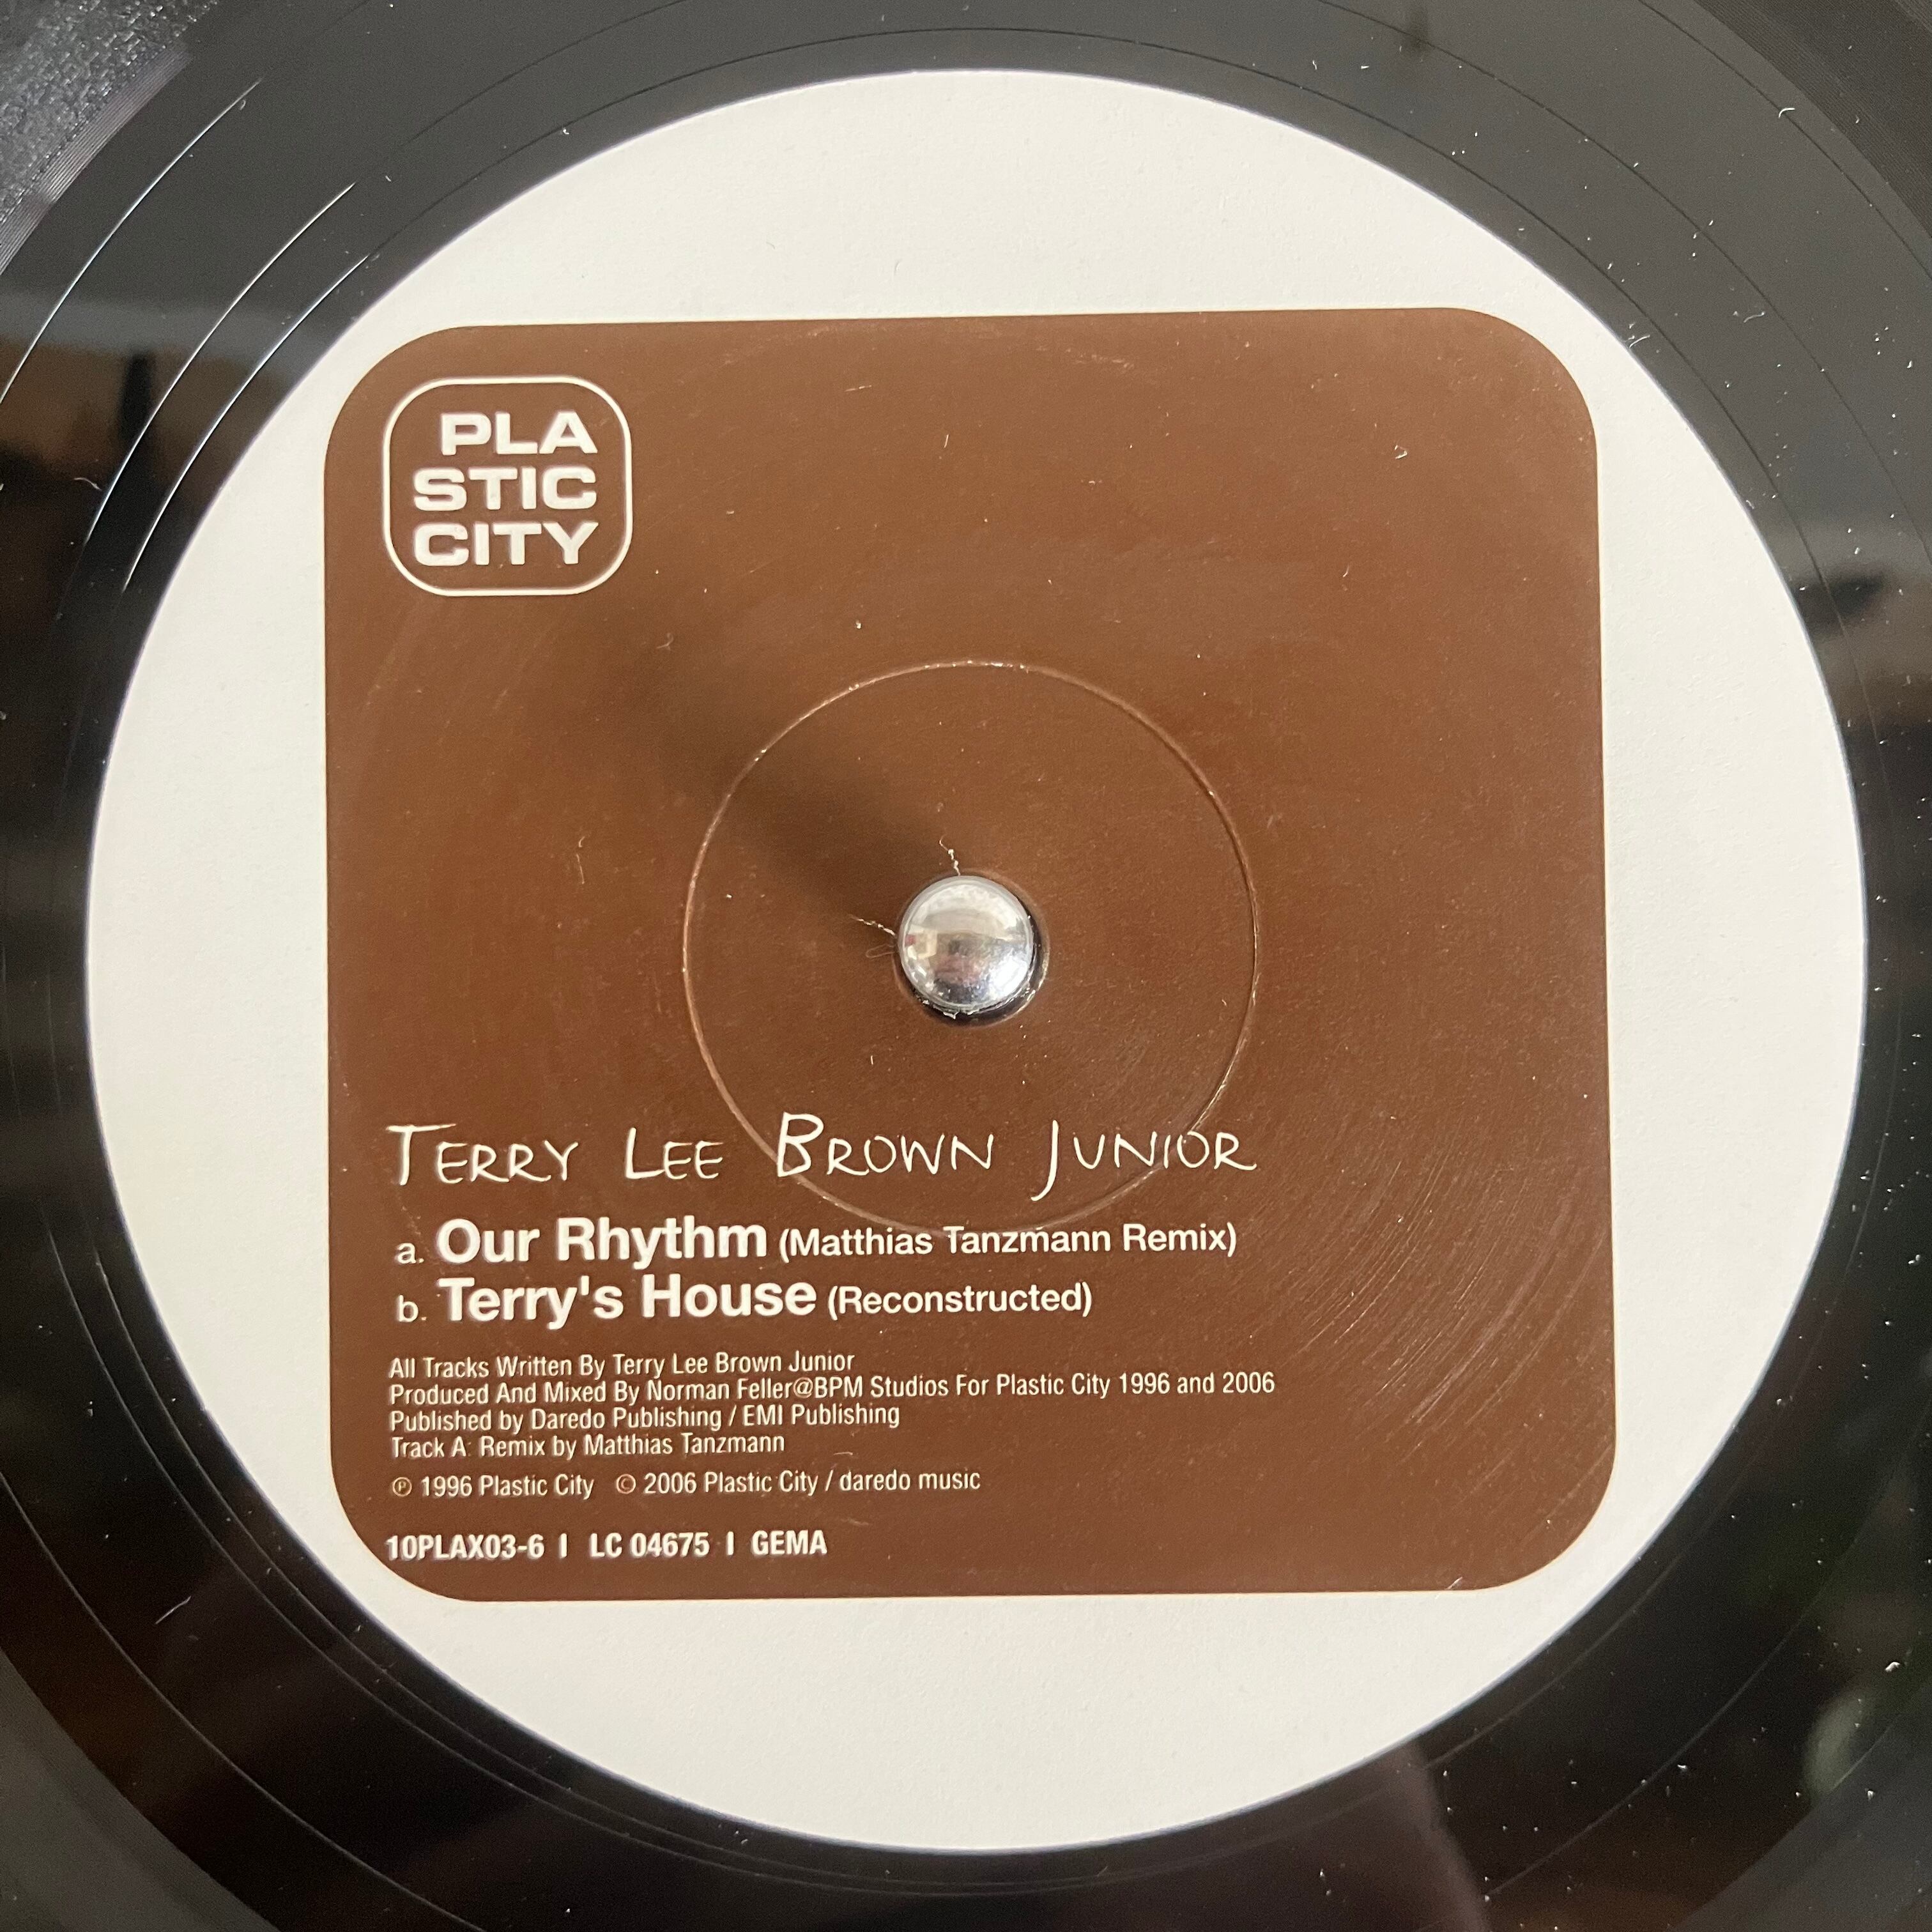 PLA
STIC
CITY
TERRY LEE BROWN JUNIOR
a. Our Rhythm (Matthias Tanzmann Remix)
b. Terry's House (Reconstructed)
All Tracks Written By Terry Lee Brown Junior
Produced And Mixed By Norman Feller@BPM Studios For Plastic City 1996 and 2006
Published by Daredo Publishing / EMI Publishing
Track A: Remix by Matthias Tanzmann
℗ 1996 Plastic City © 2006 Plastic City / daredo music
10PLAX03-6 I LC 04675 I GEMA